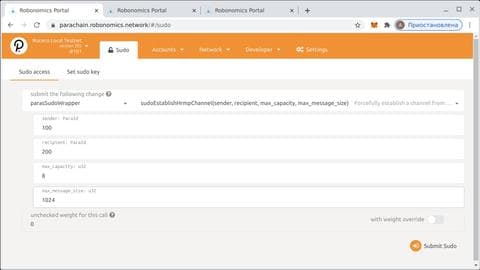 Robonomics Portal
Robonomics Portal
Robonomics Portal
parachain.robonomics.network/#/sudo
Приостановлена
Rococo Local Testnet
Sudo
Accounts
Network
Developer
Settings
Sudo access
Set sudo key
submit the following change
parasSudoWrapper
sudoEstablishHrmpChannel(sender, recipient, max_capacity, max_message_size)
Forcefully establish a channel from ...
sender: ParaId
100
recipient: ParaId
200
max_capacity: u32
8
max_message_size: u32
1024
unchecked weight for this call
0
with weight override
Submit Sudo